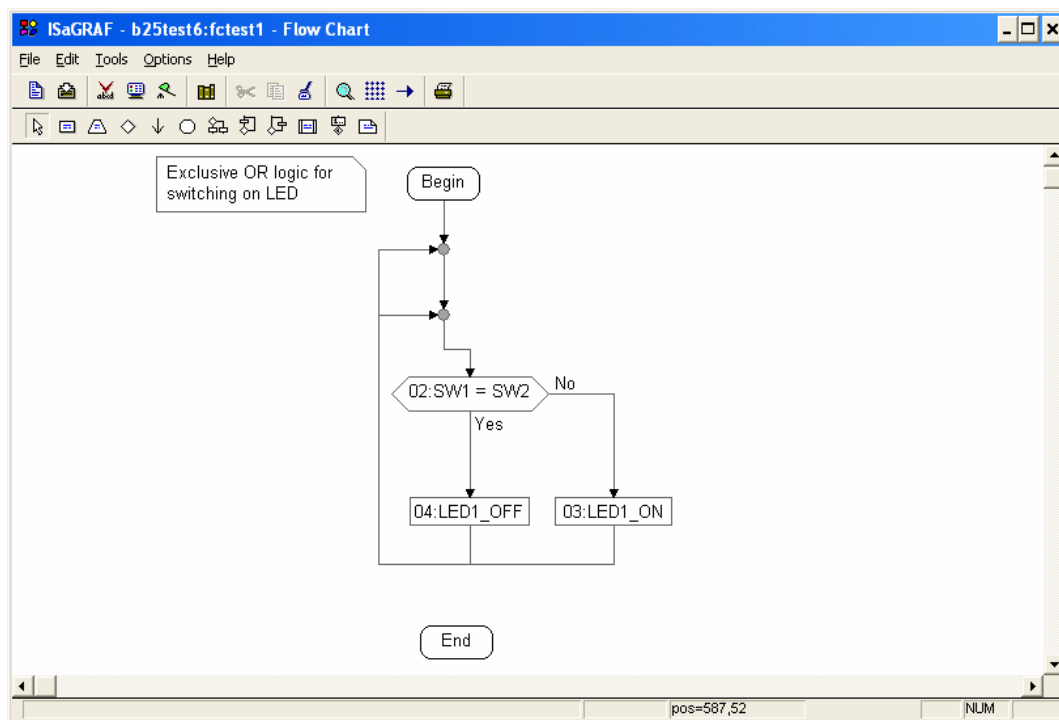 ISaGRAF - b25test6:fctest1 - Flow Chart
File Edit Tools Options Help
Exclusive OR logic for
switching on LED
Begin
02:SW1 = SW2
No
Yes
04:LED1_OFF
03:LED1_ON
End
pos=587,52
NUM